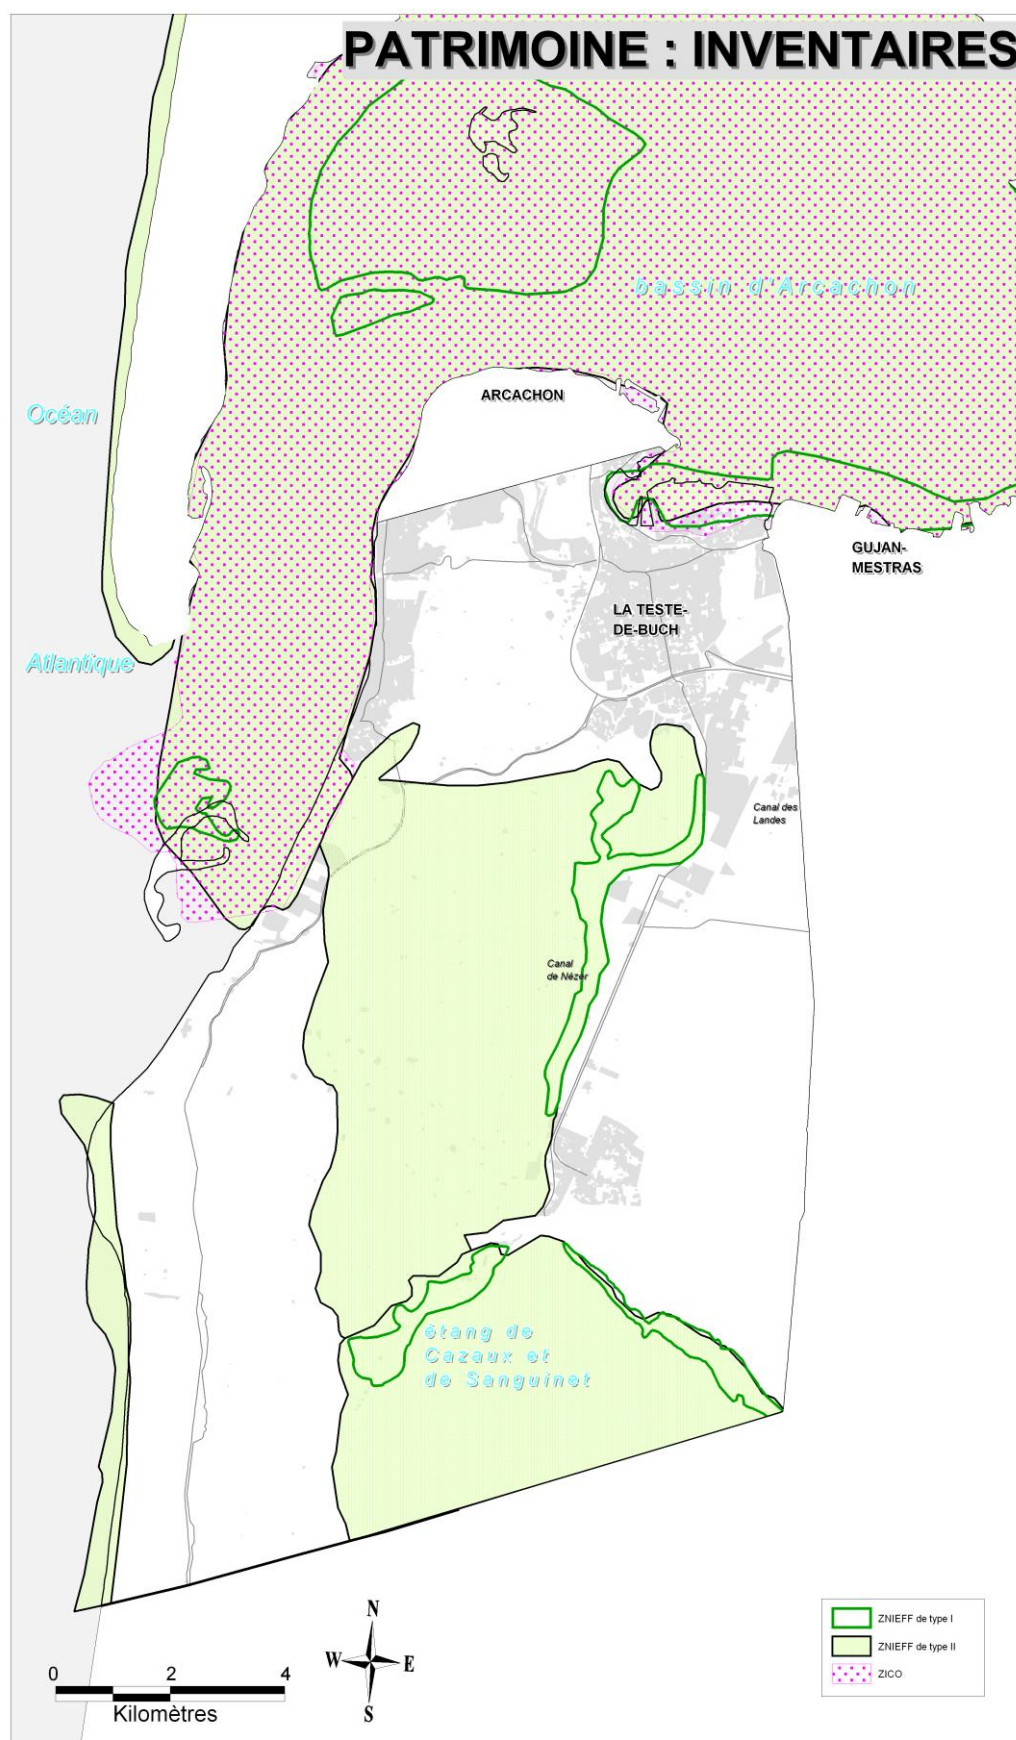 PATRIMOINE : INVENTAIRES
bassin d'Arcachon
ARCACHON
Océan
GUJAN-
MESTRAS
LA TESTE-
DE-BUCH
Atlantique
Canal des
Landes
Canal
de Nézer
étang de
Cazaux et
de Sanguinet
N
W E
S
0 2 4
Kilomètres
ZNIEFF de type I
ZNIEFF de type II
ZICO